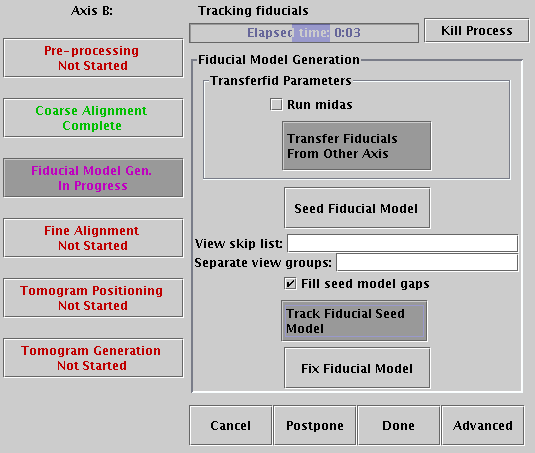 Axis B:
Tracking fiducials
Elapsed time: 0:03
Kill Process
Pre-processing
Not Started
Coarse Alignment
Complete
Fiducial Model Gen.
In Progress
Fine Alignment
Not Started
Tomogram Positioning
Not Started
Tomogram Generation
Not Started
Fiducial Model Generation
Transferfid Parameters
Run midas
Transfer Fiducials
From Other Axis
Seed Fiducial Model
View skip list:
Separate view groups:
Fill seed model gaps
Track Fiducial Seed
Model
Fix Fiducial Model
Cancel
Postpone
Done
Advanced